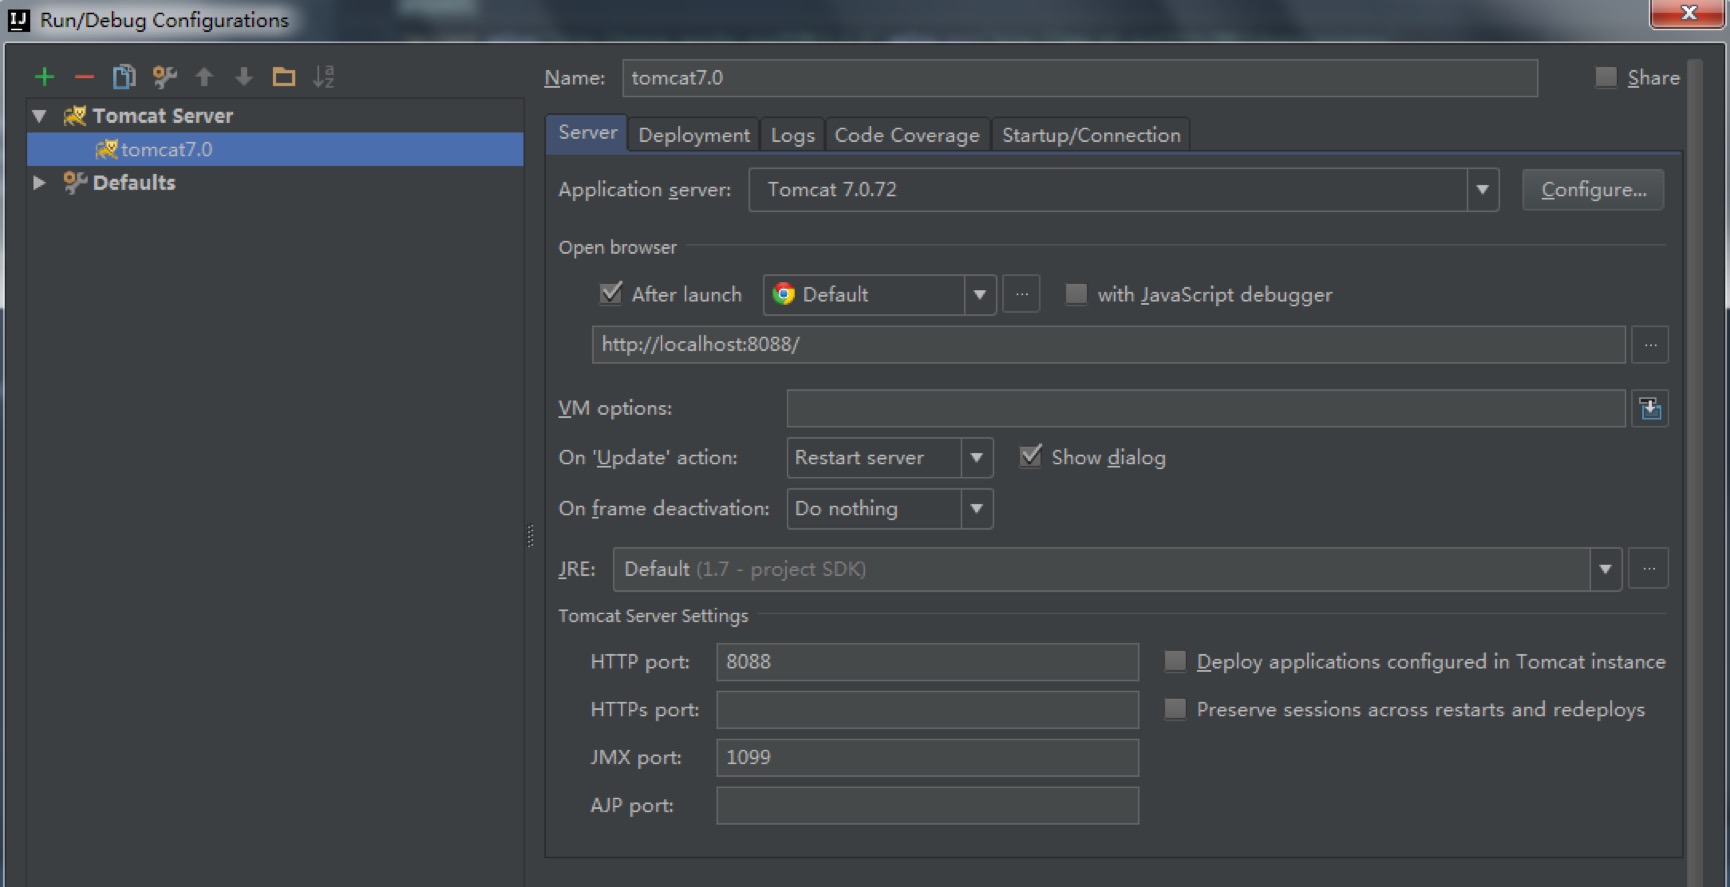 IJ Run/Debug Configurations
Name: tomcat7.0 Share
Tomcat Server
tomcat7.0
Defaults
Server Deployment Logs Code Coverage Startup/Connection
Application server: Tomcat 7.0.72 Configure...
Open browser
After launch Default ... with JavaScript debugger
http://localhost:8088/ ...
VM options:
On 'Update' action: Restart server Show dialog
On frame deactivation: Do nothing
JRE: Default (1.7 - project SDK) ...
Tomcat Server Settings
HTTP port: 8088 Deploy applications configured in Tomcat instance
HTTPs port: Preserve sessions across restarts and redeploys
JMX port: 1099
AJP port: